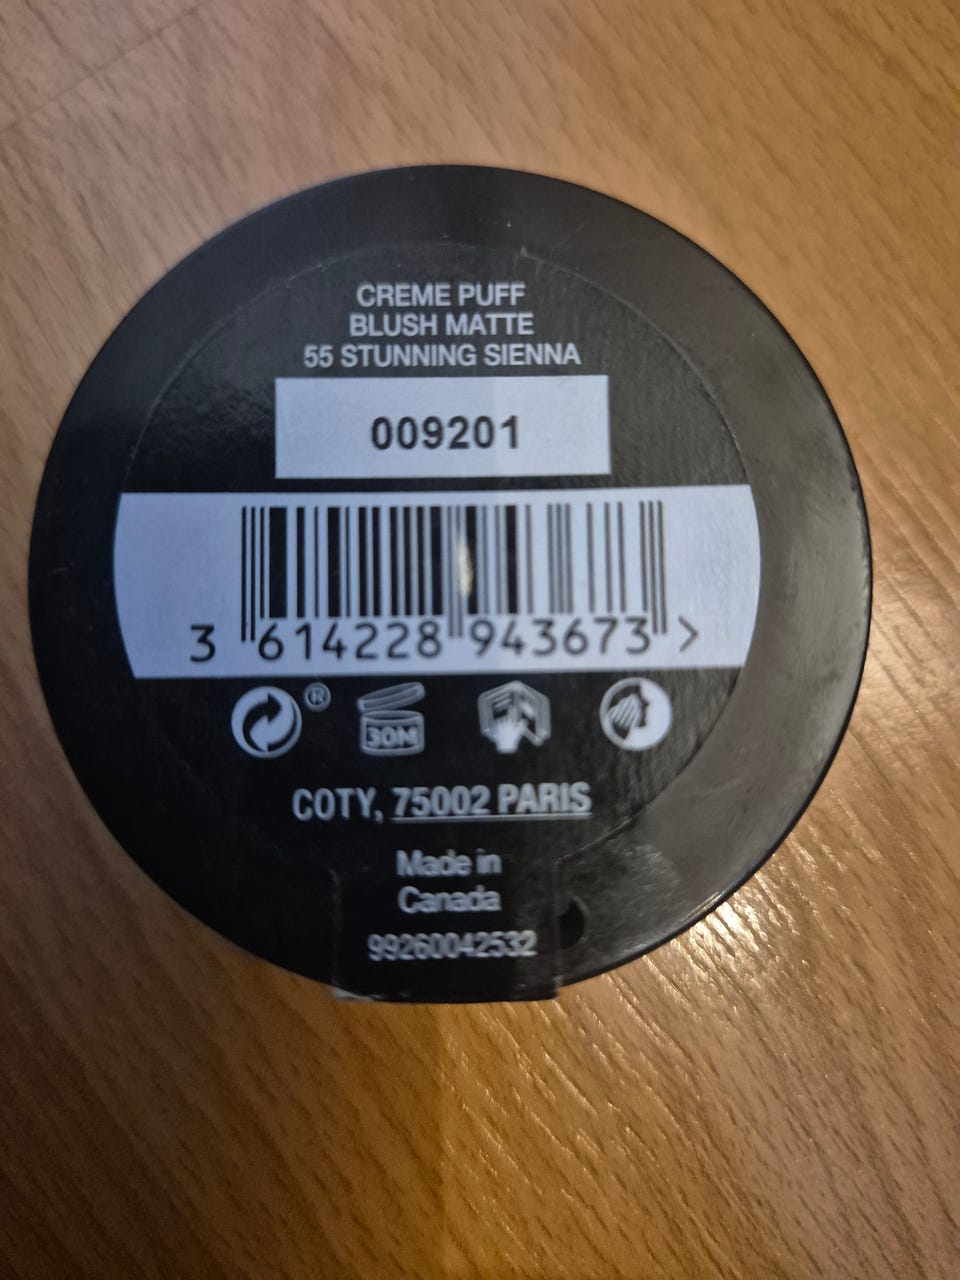 CREME PUFF
BLUSH MATTE
55 STUNNING SIENNA
009201
3 614228 943673 >
®
30M
COTY, 75002 PARIS
Made in
Canada
99260042532